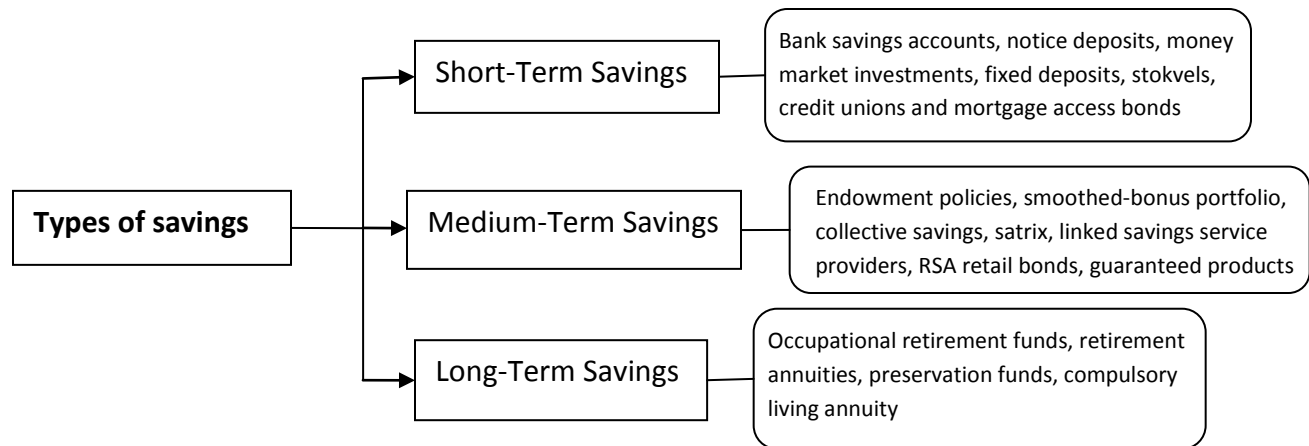 Types of savings
Short-Term Savings
Bank savings accounts, notice deposits, money
market investments, fixed deposits, stokvels,
credit unions and mortgage access bonds
Medium-Term Savings
Endowment policies, smoothed-bonus portfolio,
collective savings, satrix, linked savings service
providers, RSA retail bonds, guaranteed products
Long-Term Savings
Occupational retirement funds, retirement
annuities, preservation funds, compulsory
living annuity